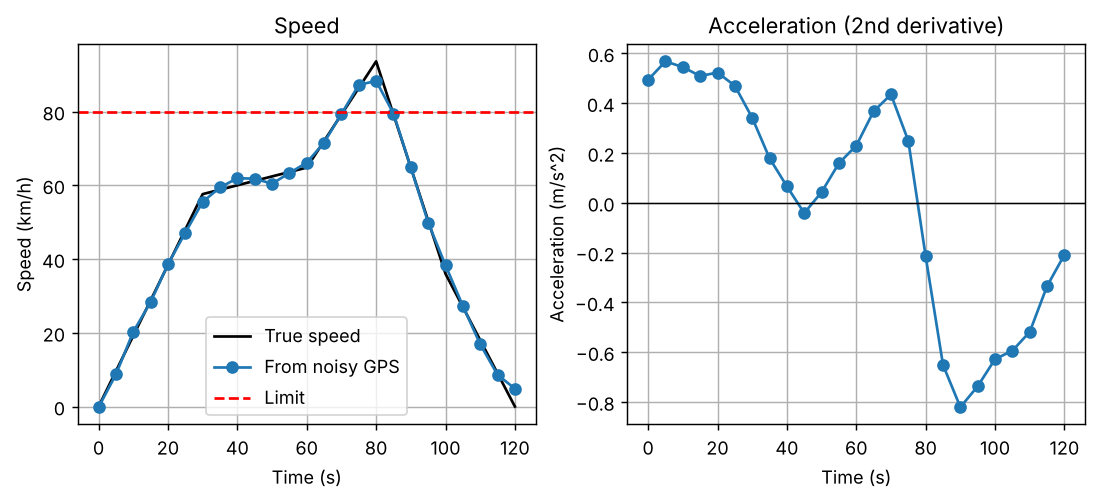 Speed
Speed (km/h)
80
60
40
20
0
True speed
From noisy GPS
Limit
0 20 40 60 80 100 120
Time (s)
Acceleration (2nd derivative)
Acceleration (m/s^2)
0.6
0.4
0.2
0.0
−0.2
−0.4
−0.6
−0.8
0 20 40 60 80 100 120
Time (s)